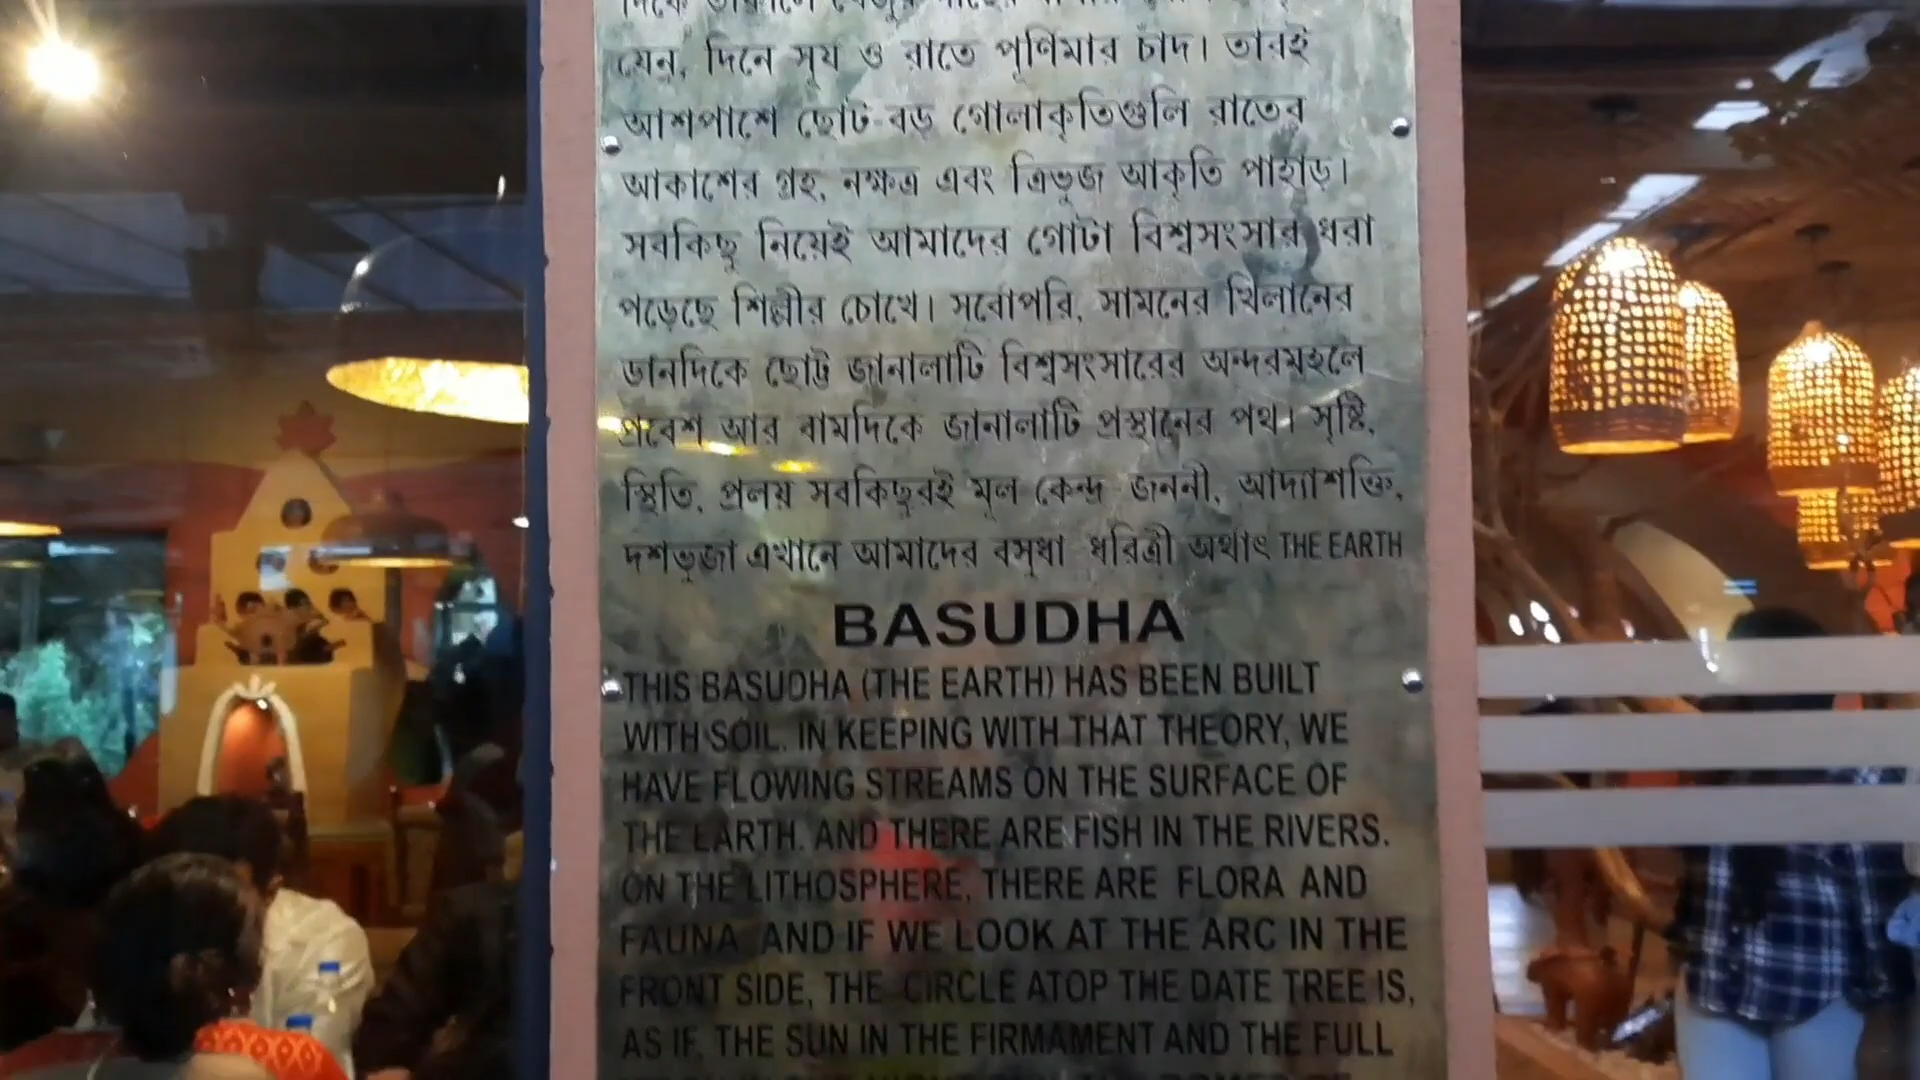 যেন, দিনে সূর্য ও রাতে পূর্ণিমার চাঁদ। তারই
আশপাশে ছোট-বড় গোলাকৃতিগুলি রাতের
আকাশের গ্রহ, নক্ষত্র এবং ত্রিভুজ আকৃতি পাহাড়।
সবকিছু নিয়েই আমাদের গোটা বিশ্বসংসার ধরা
পড়েছে শিল্পীর চোখে। সর্বোপরি, সামনের খিলানের
ডানদিকে ছোট্ট জানালাটি বিশ্বসংসারের অন্দরমহলে
প্রবেশ আর বামদিকে জানালাটি প্রস্থানের পথ। সৃষ্টি,
স্থিতি, প্রলয় সবকিছুরই মূল কেন্দ্র জননী, আদ্যাশক্তি,
দশভূজা এখানে আমাদের বসুধা ধরিত্রী অর্থাৎ THE EARTH
BASUDHA
THIS BASUDHA (THE EARTH) HAS BEEN BUILT
WITH SOIL. IN KEEPING WITH THAT THEORY, WE
HAVE FLOWING STREAMS ON THE SURFACE OF
THE EARTH. AND THERE ARE FISH IN THE RIVERS.
ON THE LITHOSPHERE, THERE ARE FLORA AND
FAUNA AND IF WE LOOK AT THE ARC IN THE
FRONT SIDE, THE CIRCLE ATOP THE DATE TREE IS,
AS IF, THE SUN IN THE FIRMAMENT AND THE FULL